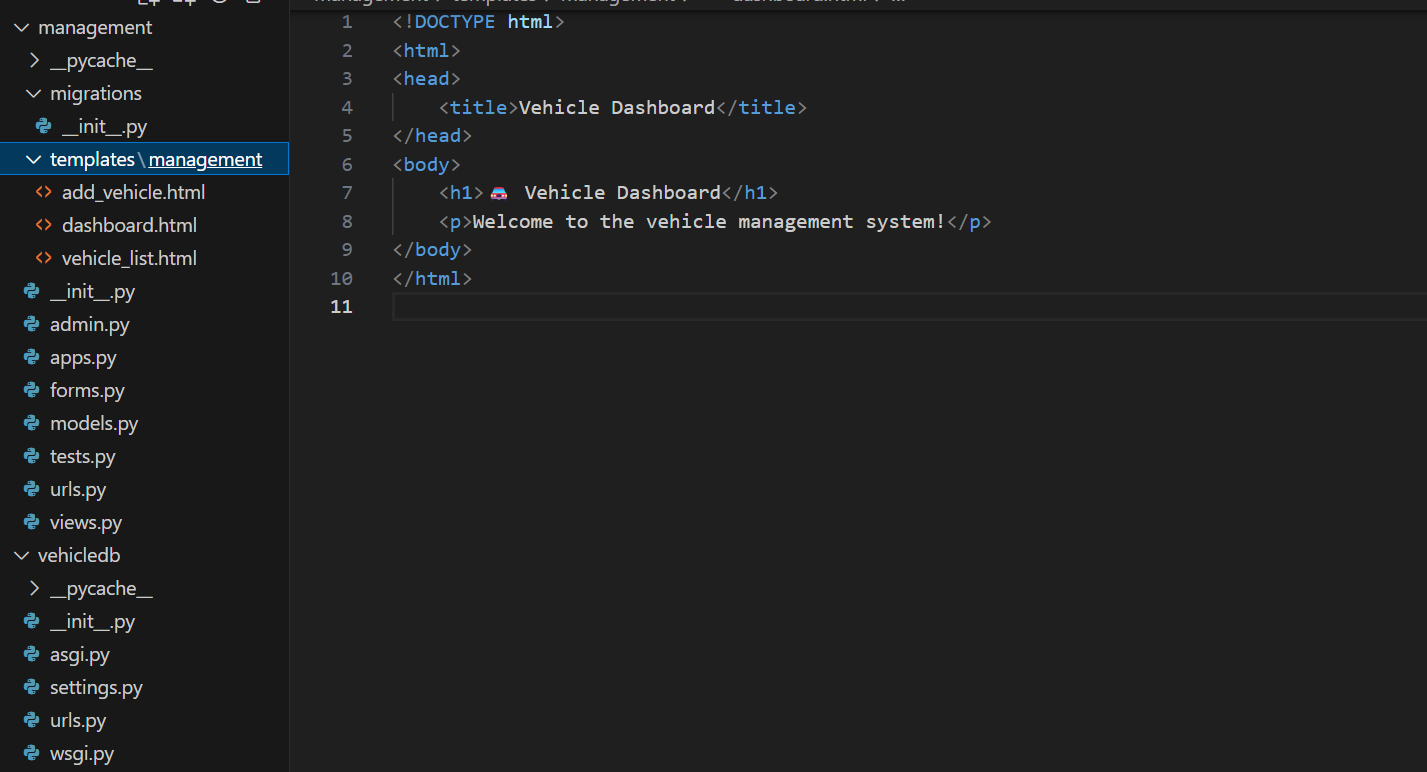 management
__pycache__
migrations
__init__.py
templates\management
add_vehicle.html
dashboard.html
vehicle_list.html
__init__.py
admin.py
apps.py
forms.py
models.py
tests.py
urls.py
views.py
vehicledb
__pycache__
__init__.py
asgi.py
settings.py
urls.py
wsgi.py
1 <!DOCTYPE html>
2 <html>
3 <head>
4     <title>Vehicle Dashboard</title>
5 </head>
6 <body>
7     <h1>🚘 Vehicle Dashboard</h1>
8     <p>Welcome to the vehicle management system!</p>
9 </body>
10 </html>
11